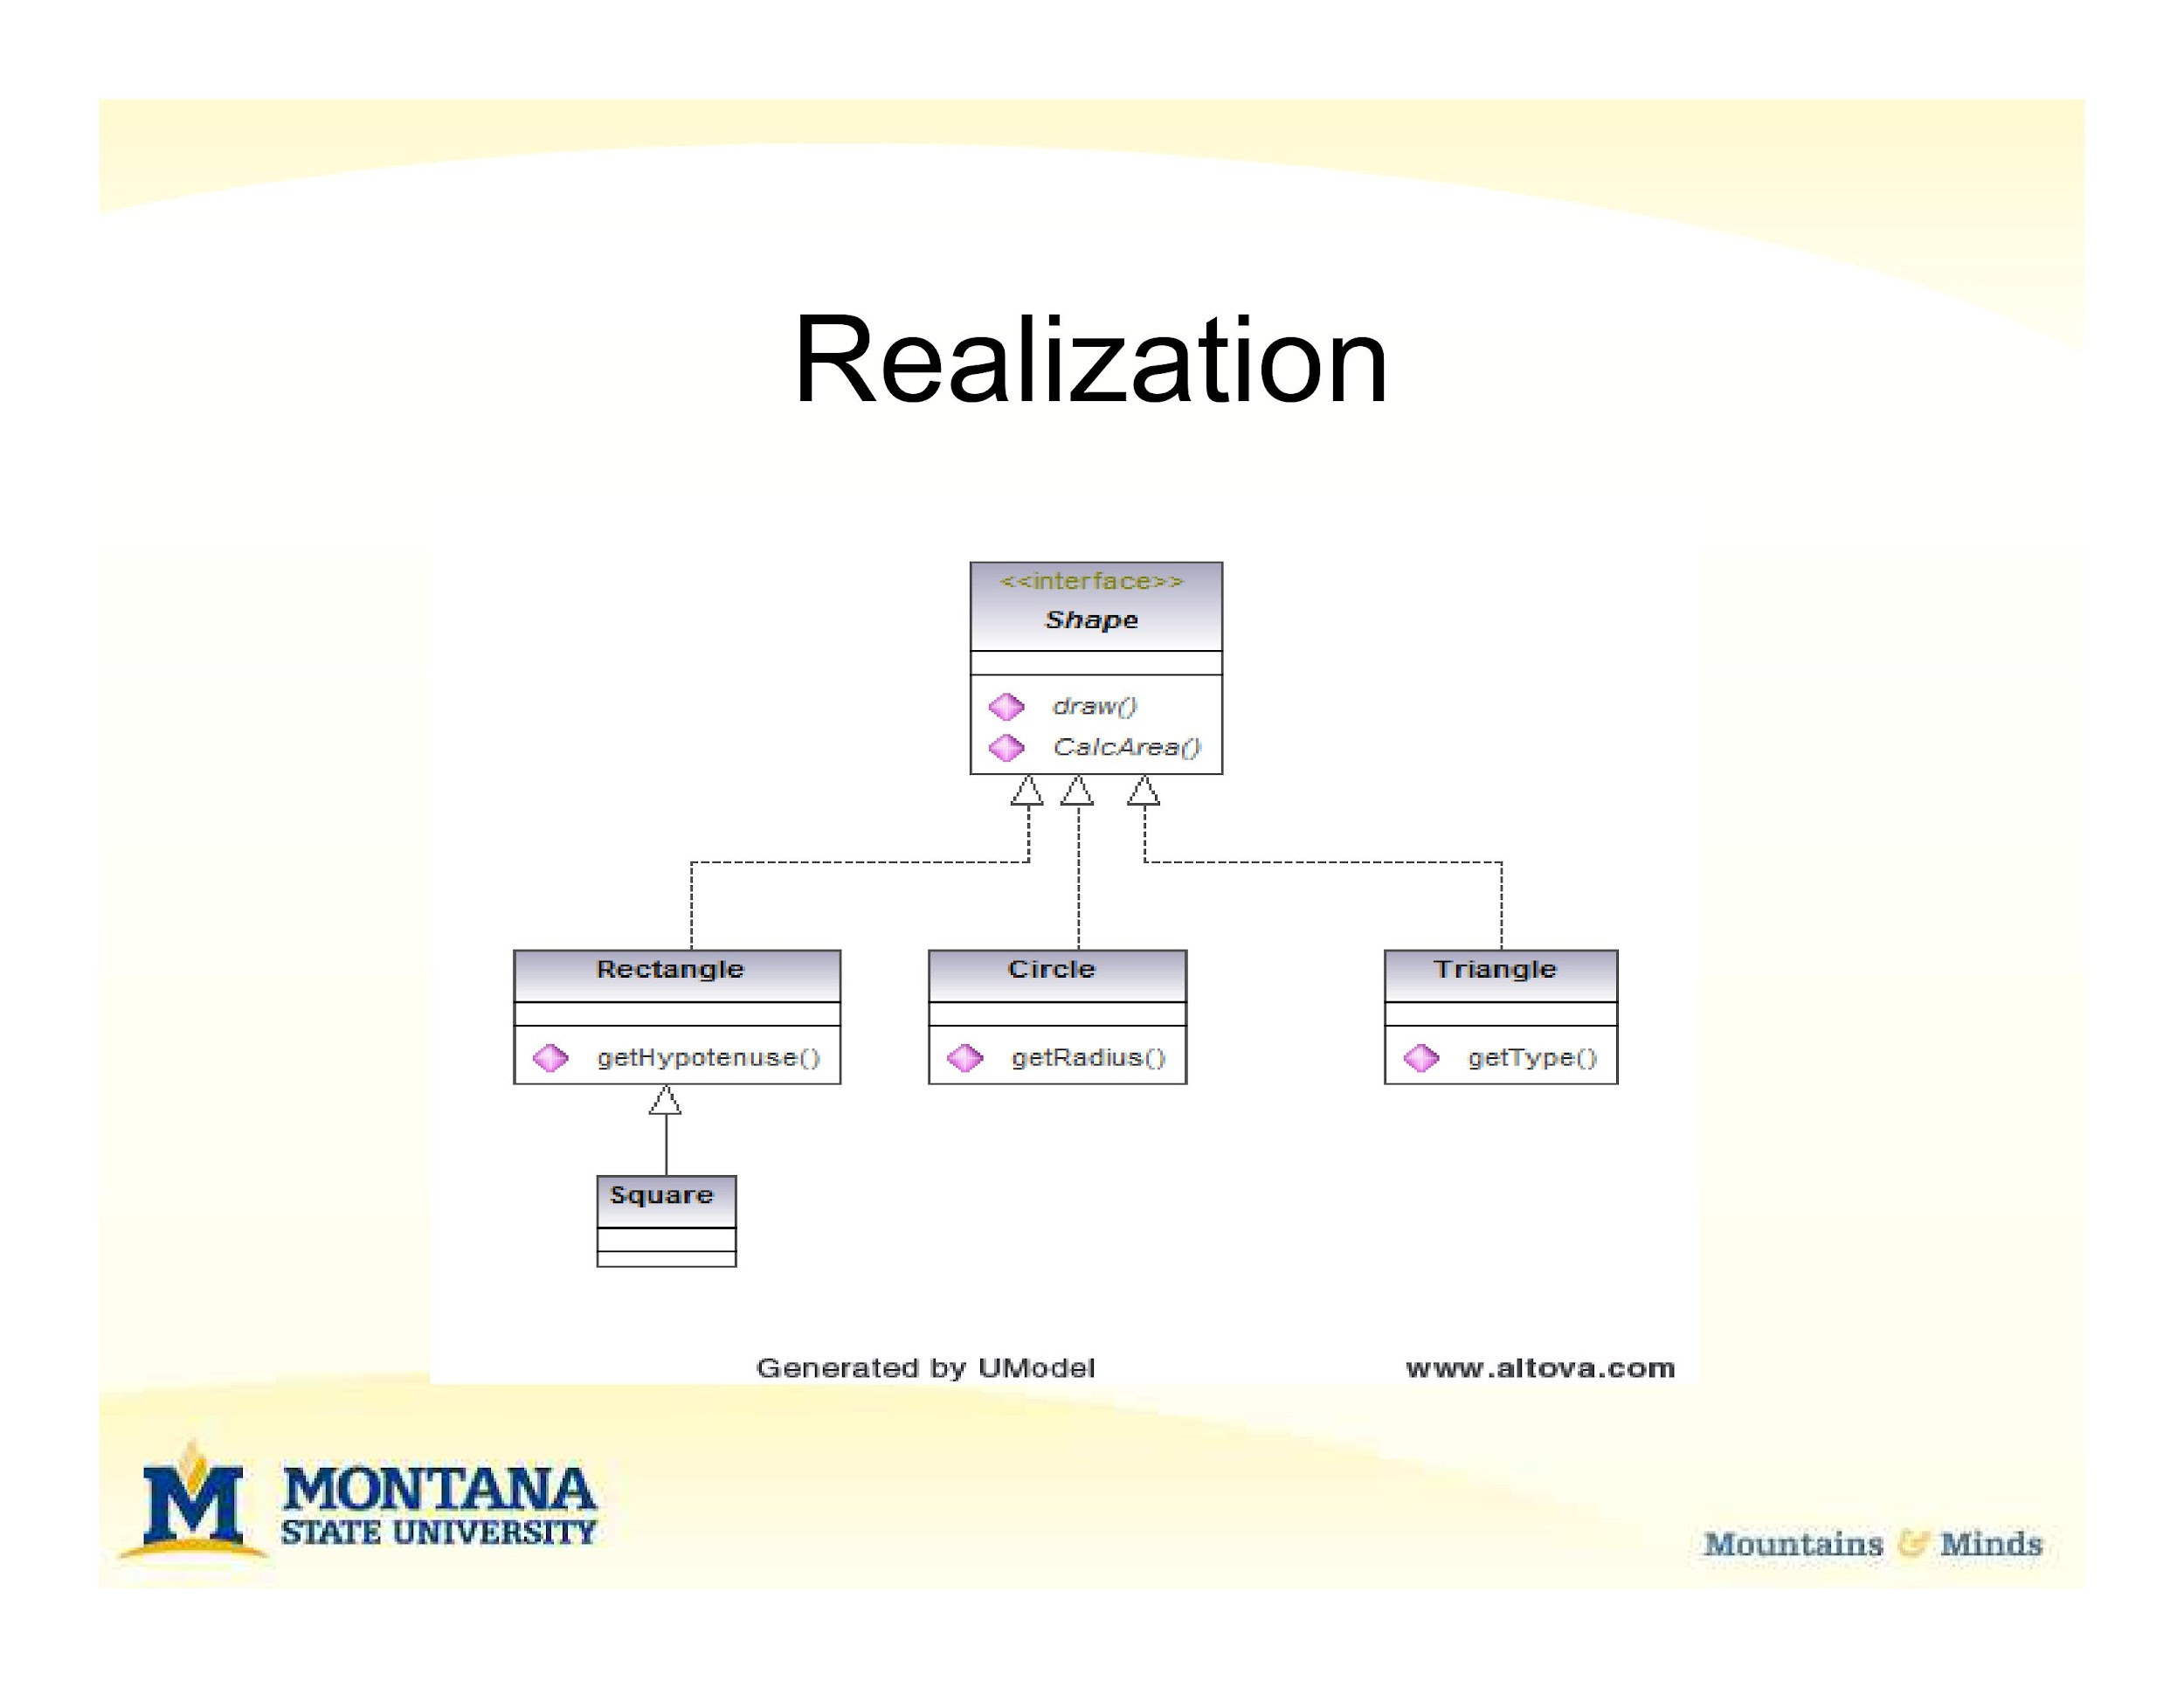 Realization
<<interface>>
Shape
draw()
CalcArea()
Rectangle
getHypotenuse()
Circle
getRadius()
Triangle
getType()
Square
Generated by UModel
www.altova.com
M MONTANA
STATE UNIVERSITY
Mountains & Minds